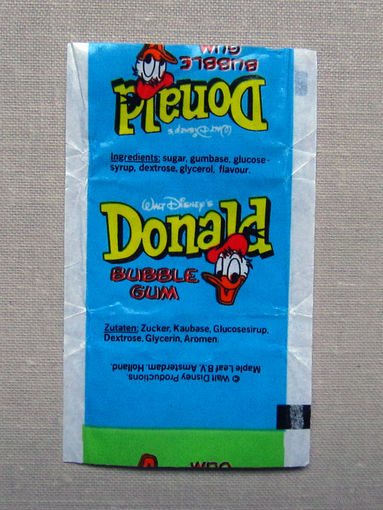 GUM
BUBBLE
Donald
Walt Disney's
Ingredients: sugar, gumbase, glucose-
syrup, dextrose, glycerol, flavour.
WALT DISNEY'S
Donald
BUBBLE
GUM
Zutaten: Zucker, Kaubase, Glucosesirup,
Dextrose, Glycerin, Aromen.
© Walt Disney Productions.
Maple Leaf B.V. Amsterdam. Holland.
GUM